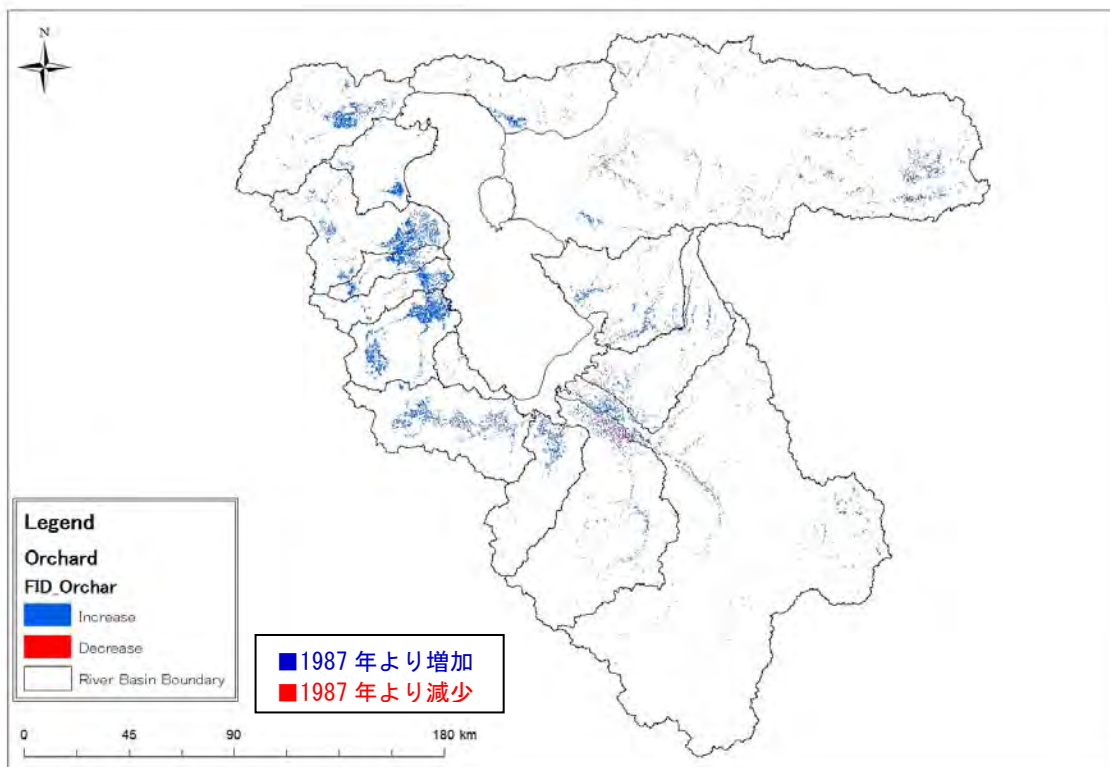 N
Legend
Orchard
FID_Orchar
Increase
Decrease
River Basin Boundary
■1987 年より増加
■1987 年より減少
0 45 90 180 km